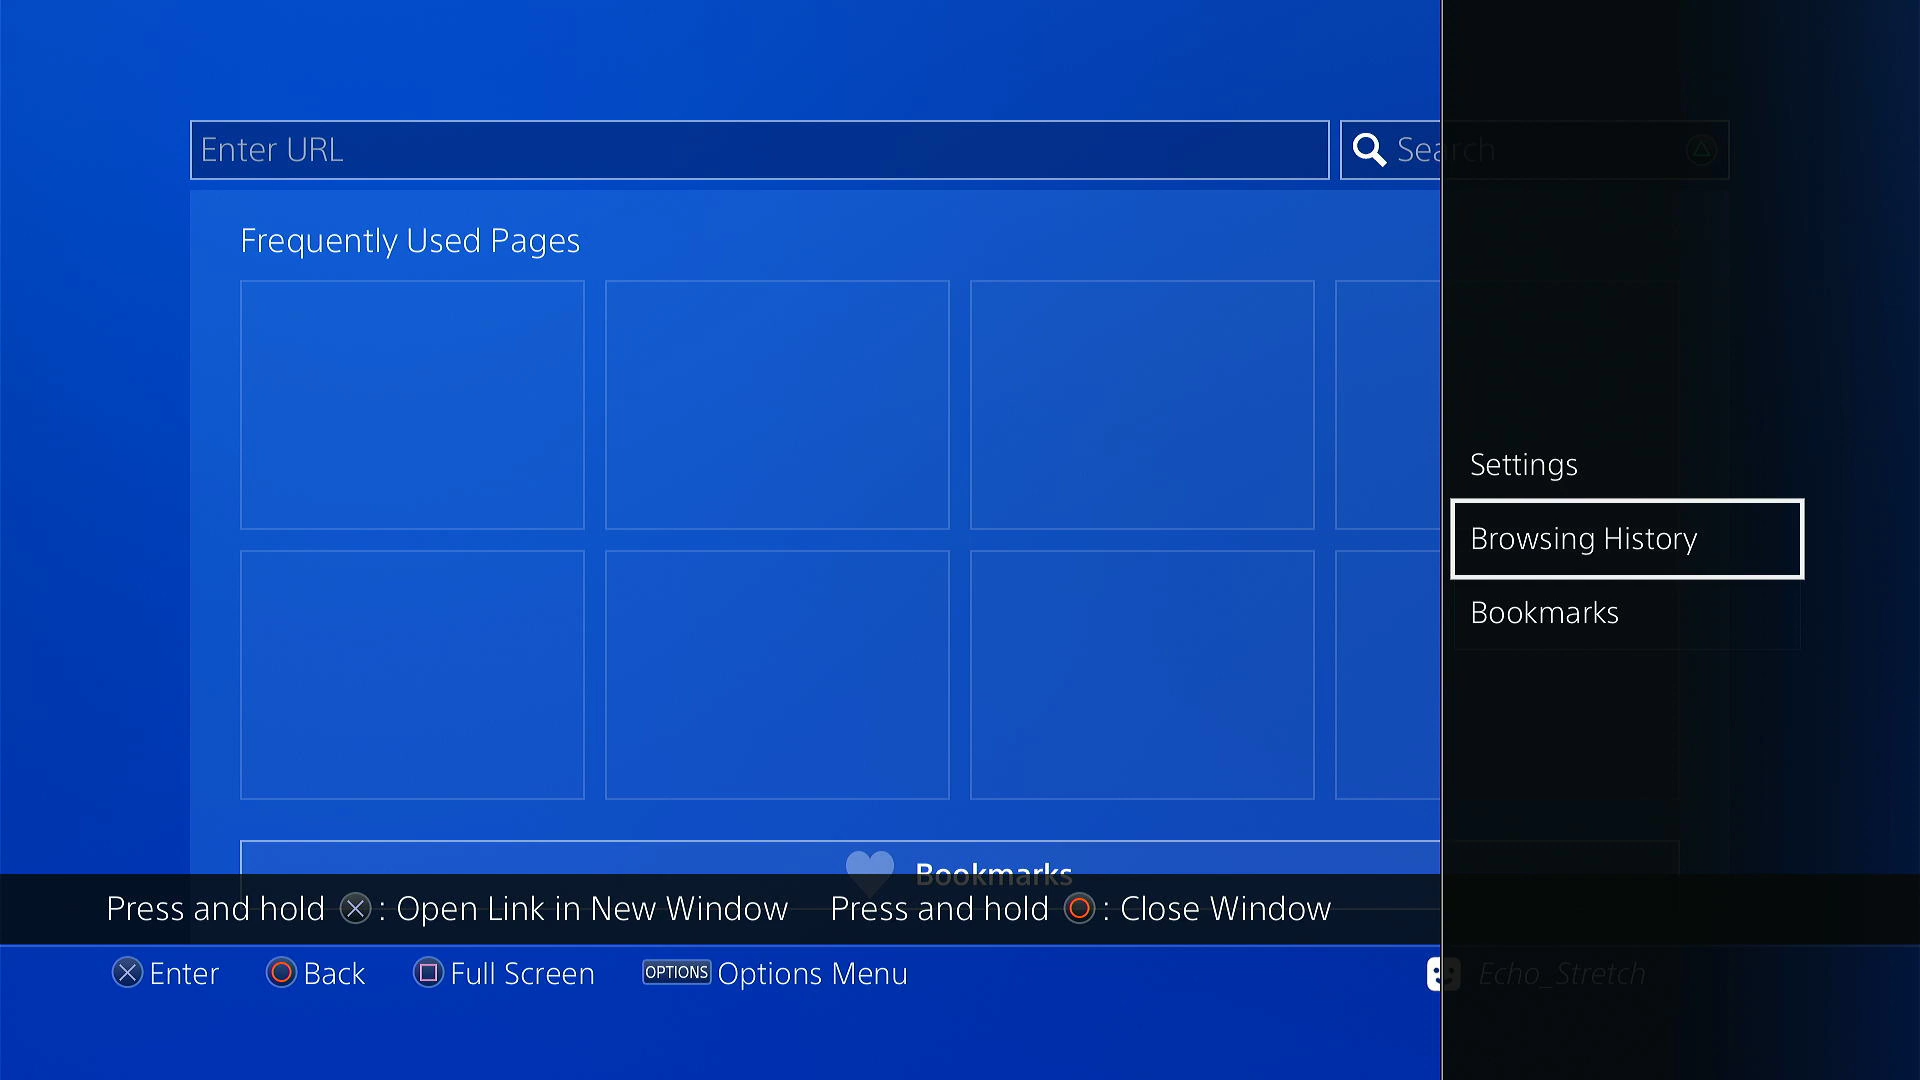 Enter URL
Search
Frequently Used Pages
Settings
Browsing History
Bookmarks
Bookmarks
Press and hold : Open Link in New Window Press and hold : Close Window
Enter Back Full Screen OPTIONS Options Menu Echo_Stretch